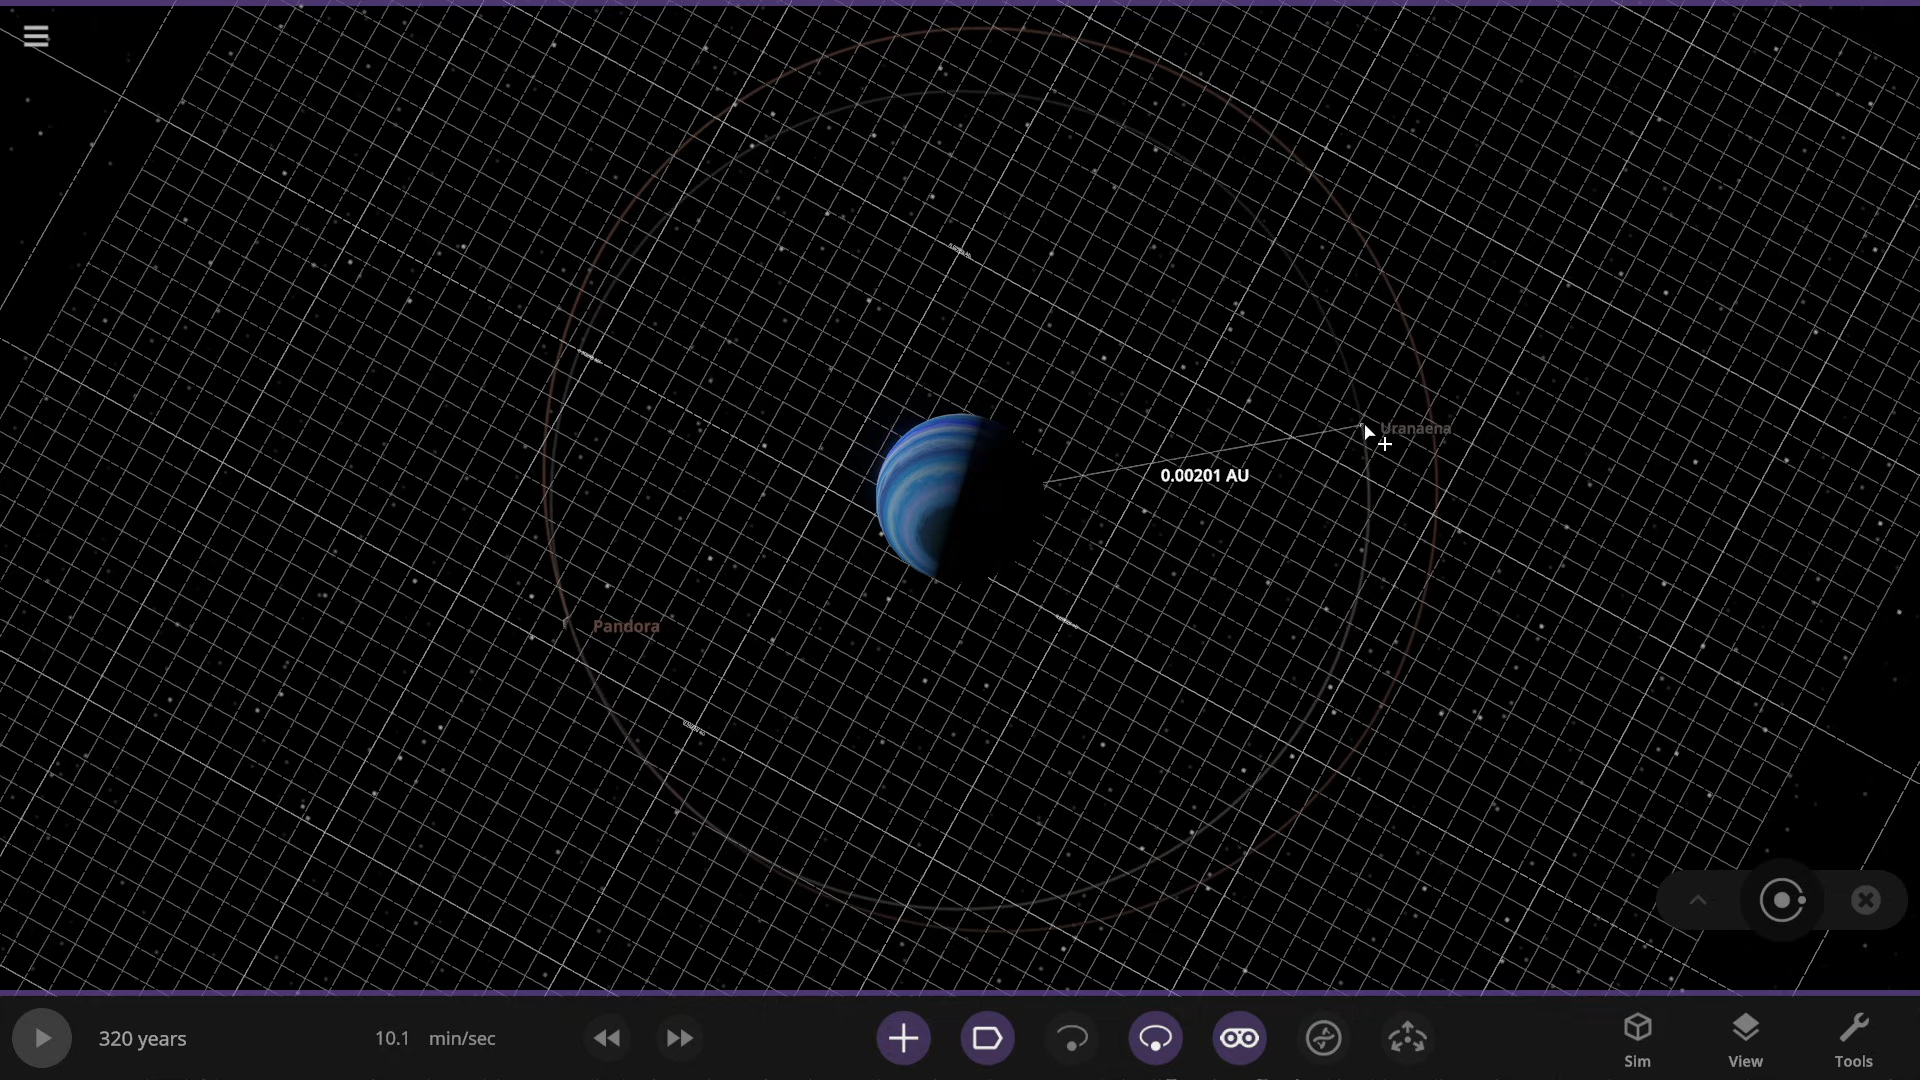 Uranaena
0.00201 AU
Pandora
320 years
10.1 min/sec
Sim
View
Tools